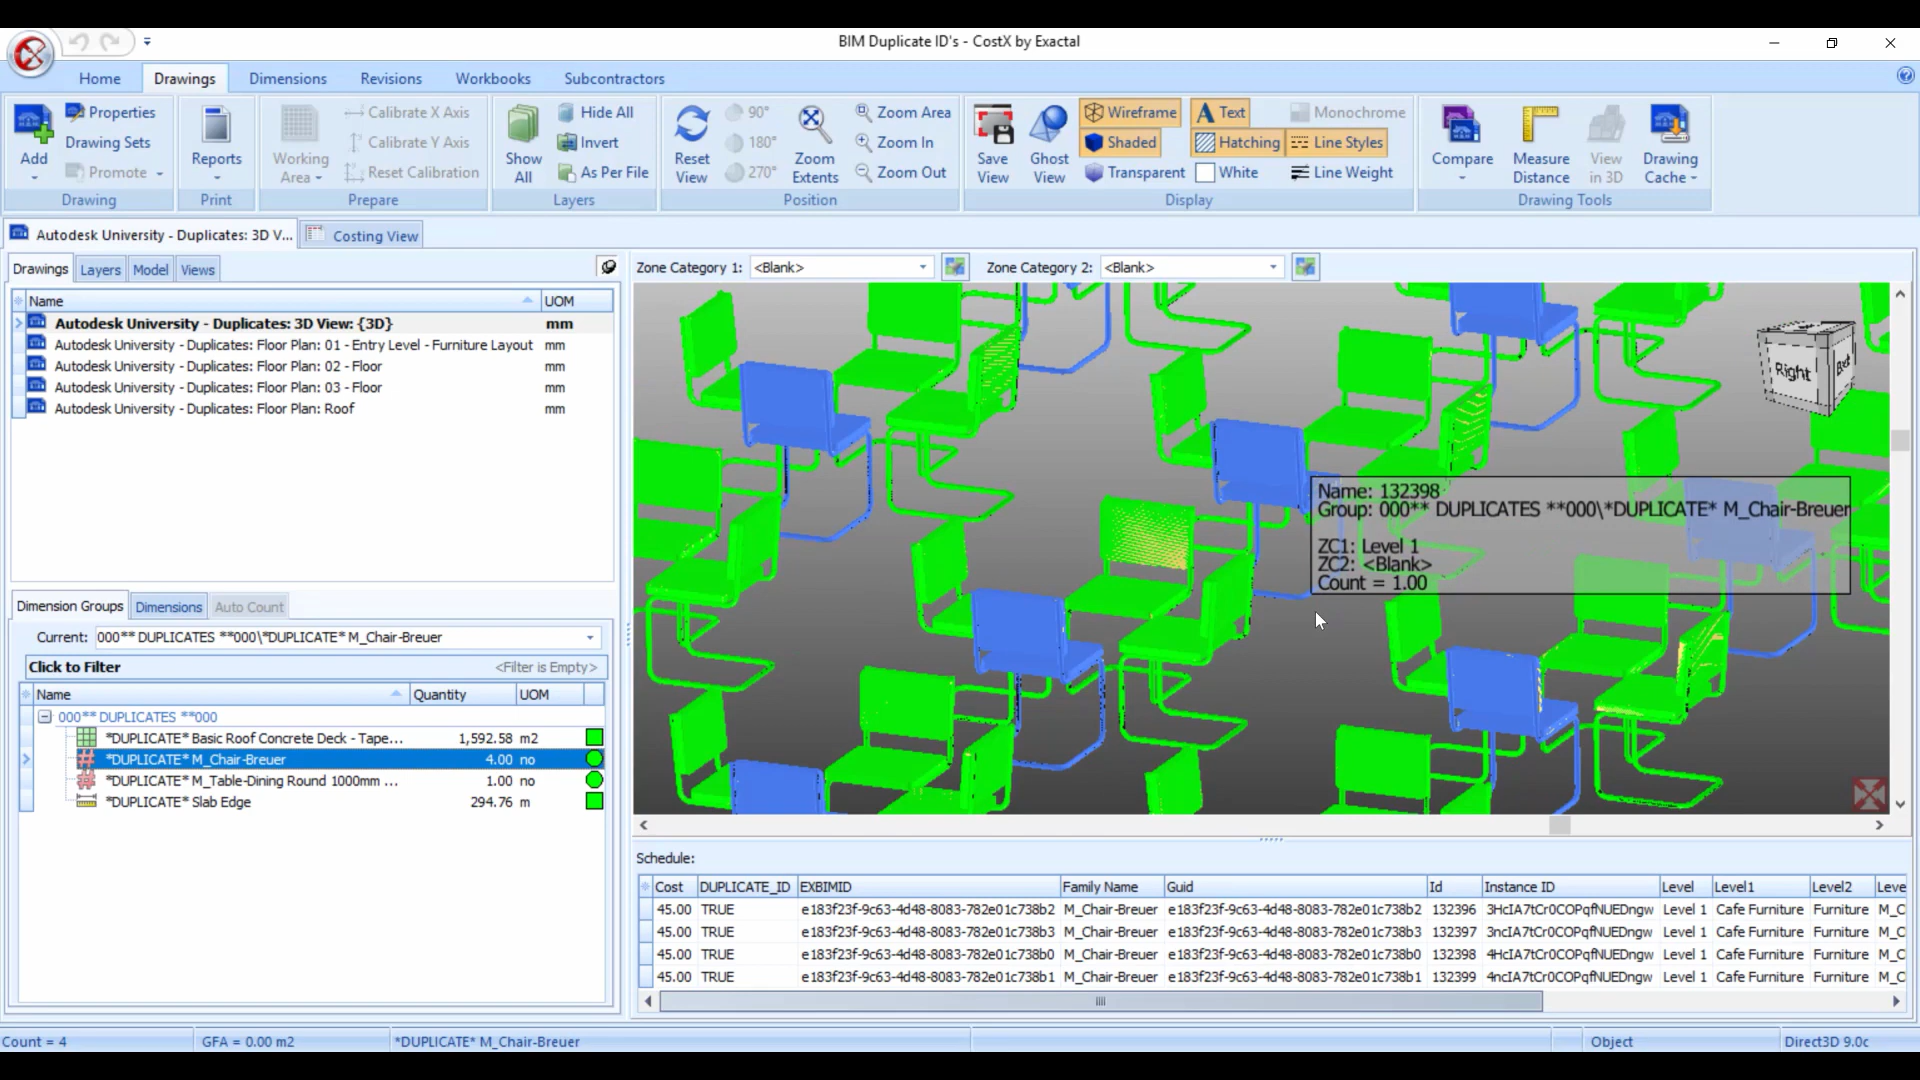 BIM Duplicate ID's - CostX by Exactal
Home Drawings Dimensions Revisions Workbooks Subcontractors
Add
Properties
Drawing Sets
Promote
Drawing
Reports
Print
Working Area
Calibrate X Axis
Calibrate Y Axis
Reset Calibration
Prepare
Show All
Hide All
Invert
As Per File
Layers
Reset View
90°
180°
270°
Zoom Extents
Zoom Area
Zoom In
Zoom Out
Position
Save View
Ghost View
Wireframe
Shaded
Transparent
Text
Hatching
White
Monochrome
Line Styles
Line Weight
Display
Compare
Measure Distance
View in 3D
Drawing Cache
Drawing Tools
Autodesk University - Duplicates: 3D V... Costing View
Drawings Layers Model Views
Zone Category 1: <Blank> Zone Category 2: <Blank>
Name UOM
Autodesk University - Duplicates: 3D View: {3D} mm
Autodesk University - Duplicates: Floor Plan: 01 - Entry Level - Furniture Layout mm
Autodesk University - Duplicates: Floor Plan: 02 - Floor mm
Autodesk University - Duplicates: Floor Plan: 03 - Floor mm
Autodesk University - Duplicates: Floor Plan: Roof mm
Right
Name: 132398
Group: 000** DUPLICATES **000\*DUPLICATE* M_Chair-Breuer
ZC1: Level 1
ZC2: <Blank>
Count = 1.00
Dimension Groups Dimensions Auto Count
Current: 000** DUPLICATES **000\*DUPLICATE* M_Chair-Breuer
Click to Filter <Filter is Empty>
Name Quantity UOM
000** DUPLICATES **000
*DUPLICATE* Basic Roof Concrete Deck - Tape... 1,592.58 m2
*DUPLICATE* M_Chair-Breuer 4.00 no
*DUPLICATE* M_Table-Dining Round 1000mm ... 1.00 no
*DUPLICATE* Slab Edge 294.76 m
Schedule:
Cost DUPLICATE_ID EXBIMID Family Name Guid Id Instance ID Level Level1 Level2 Leve
45.00 TRUE e183f23f-9c63-4d48-8083-782e01c738b2 M_Chair-Breuer e183f23f-9c63-4d48-8083-782e01c738b2 132396 3HcIA7tCr0COPqfNUEDngw Level 1 Cafe Furniture Furniture M_C
45.00 TRUE e183f23f-9c63-4d48-8083-782e01c738b3 M_Chair-Breuer e183f23f-9c63-4d48-8083-782e01c738b3 132397 3ncIA7tCr0COPqfNUEDngw Level 1 Cafe Furniture Furniture M_C
45.00 TRUE e183f23f-9c63-4d48-8083-782e01c738b0 M_Chair-Breuer e183f23f-9c63-4d48-8083-782e01c738b0 132398 4HcIA7tCr0COPqfNUEDngw Level 1 Cafe Furniture Furniture M_C
45.00 TRUE e183f23f-9c63-4d48-8083-782e01c738b1 M_Chair-Breuer e183f23f-9c63-4d48-8083-782e01c738b1 132399 4ncIA7tCr0COPqfNUEDngw Level 1 Cafe Furniture Furniture M_C
Count = 4 GFA = 0.00 m2 *DUPLICATE* M_Chair-Breuer Object Direct3D 9.0c